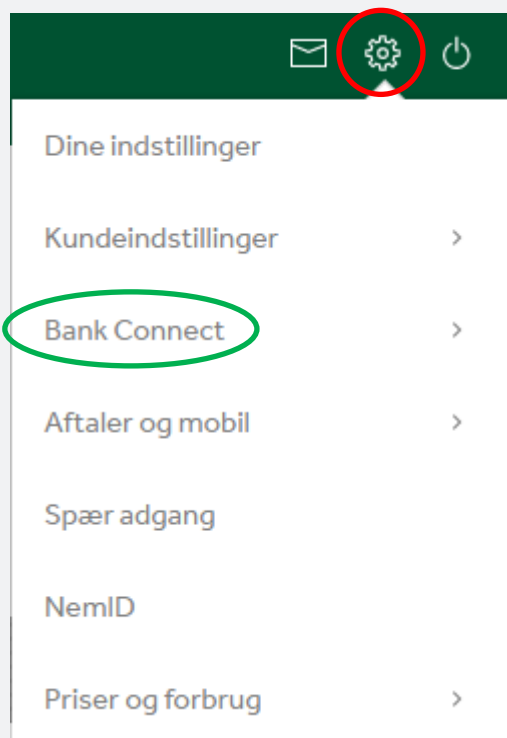 Dine indstillinger
Kundeindstillinger
Bank Connect
Aftaler og mobil
Spær adgang
NemID
Priser og forbrug